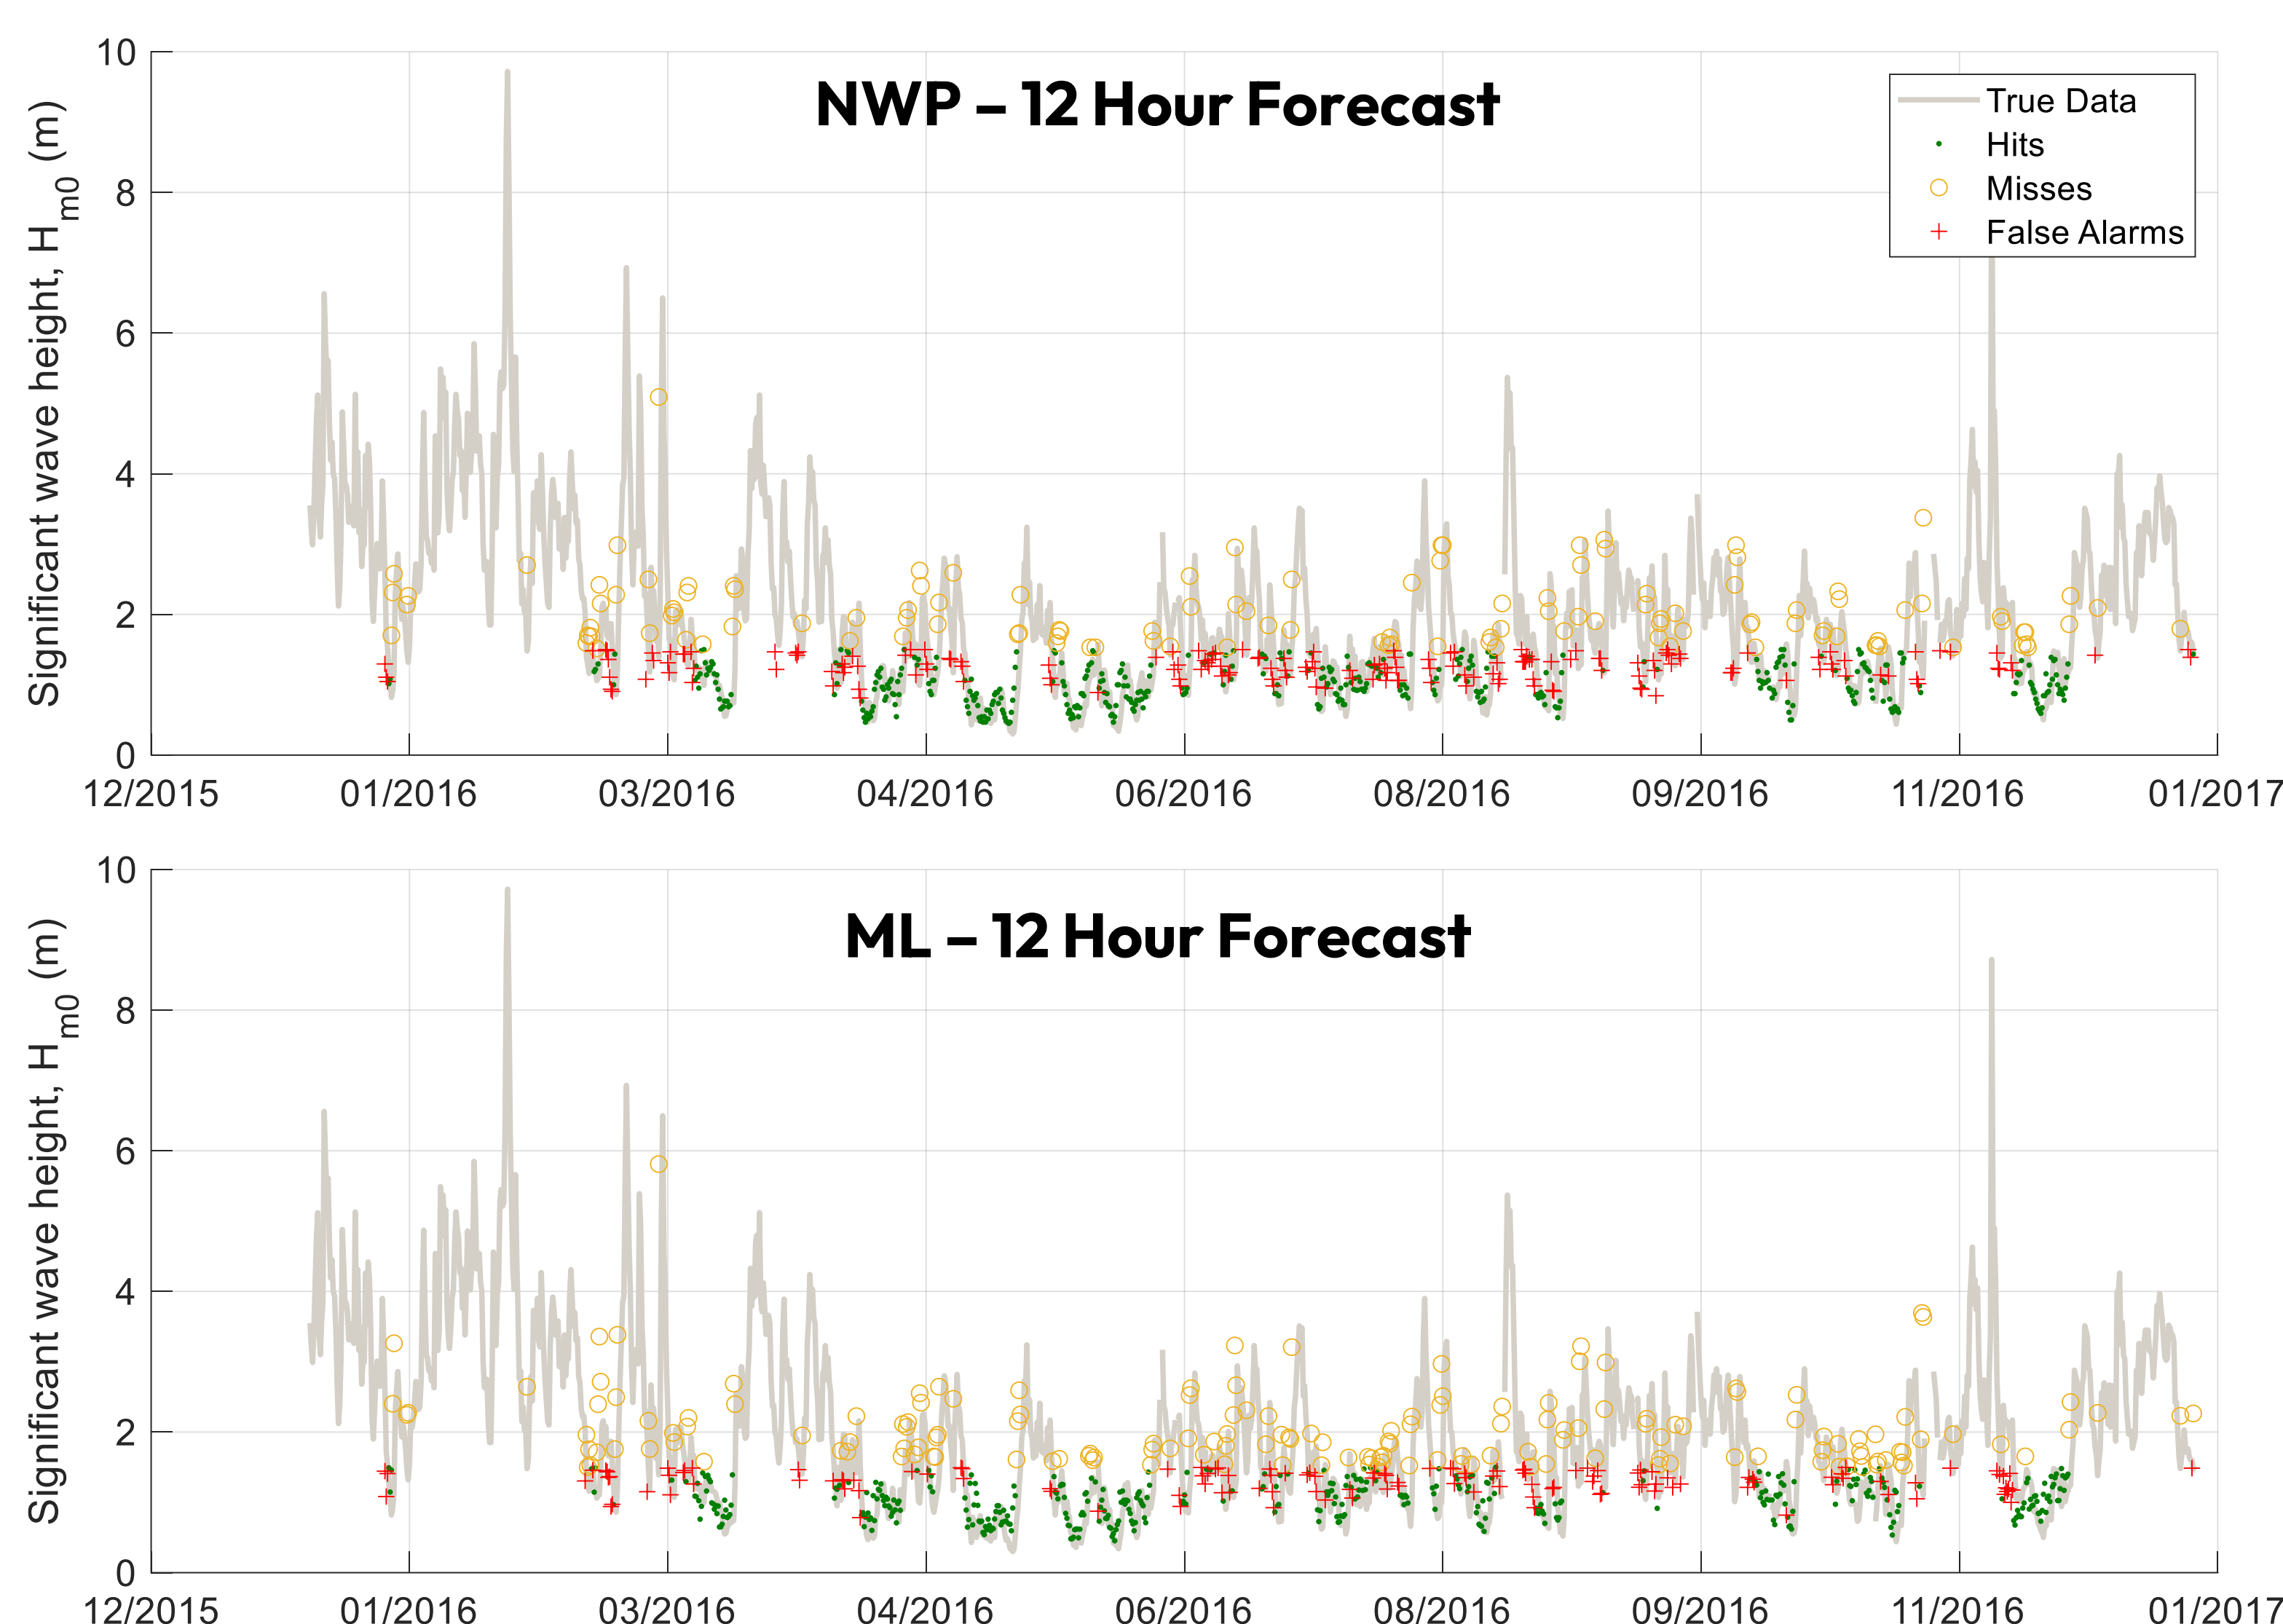 NWP – 12 Hour Forecast
True Data
Hits
Misses
False Alarms
Significant wave height, Hm0 (m)
10
8
6
4
2
0
12/2015 01/2016 03/2016 04/2016 06/2016 08/2016 09/2016 11/2016 01/2017
ML – 12 Hour Forecast
Significant wave height, Hm0 (m)
10
8
6
4
2
0
12/2015 01/2016 03/2016 04/2016 06/2016 08/2016 09/2016 11/2016 01/2017